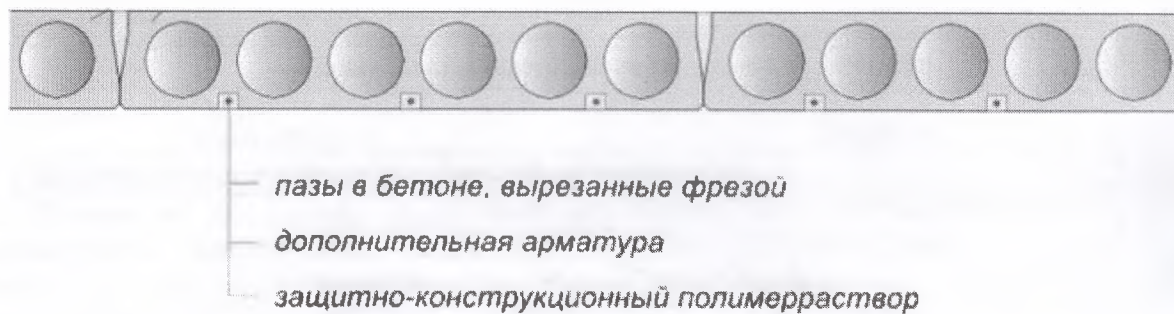 пазы в бетоне, вырезанные фрезой
дополнительная арматура
защитно-конструкционный полимерраствор